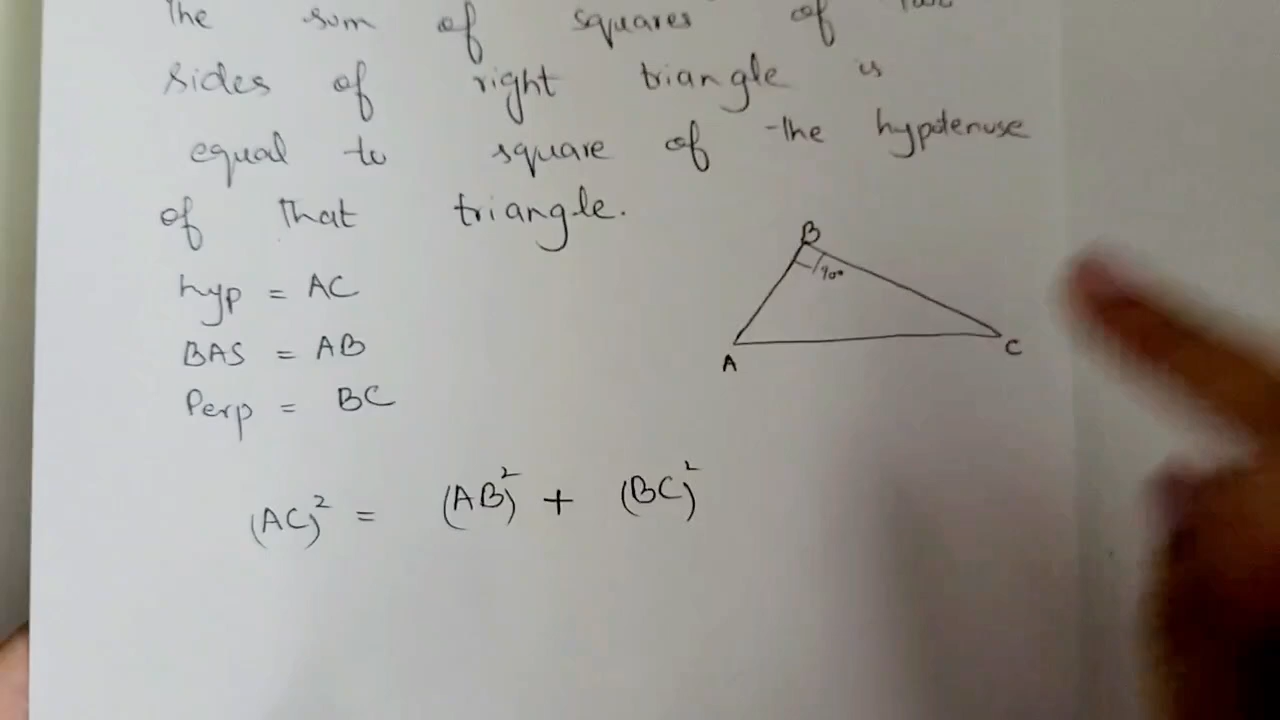 The sum of squares of
sides of right triangle is
equal to square of the hypotenuse
of that triangle.
hyp = AC
BAS = AB
Perp = BC
(AC)² = (AB)² + (BC)²
B
90°
A
C